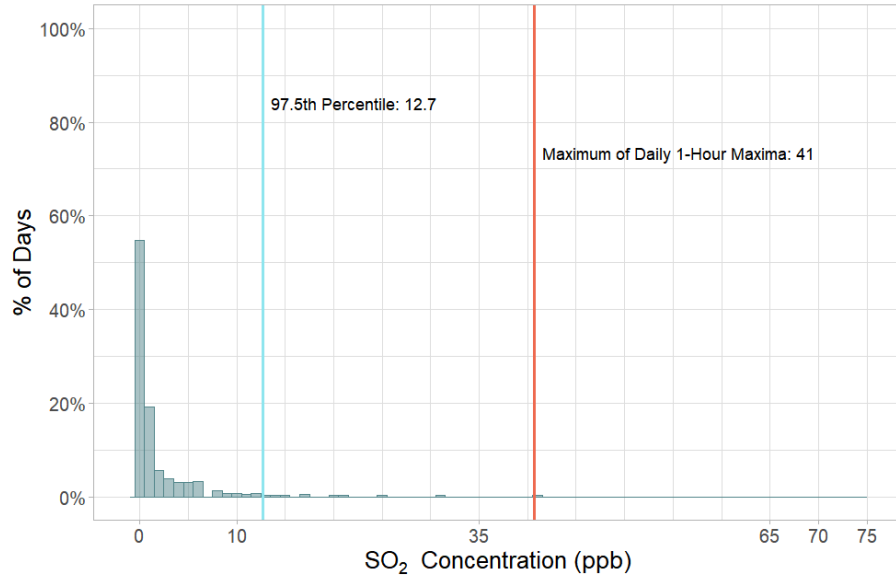 100%
97.5th Percentile: 12.7
80%
Maximum of Daily 1-Hour Maxima: 41
60%
% of Days
40%
20%
0%
0 10 35 65 70 75
SO₂ Concentration (ppb)